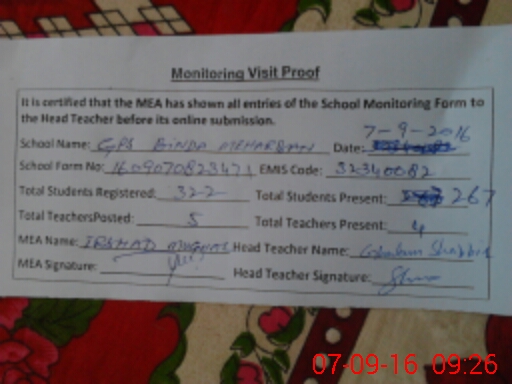 Monitoring Visit Proof
It is certified that the MEA has shown all entries of the School Monitoring Form to
the Head Teacher before its online submission.
School Name: GPS BINDA MEHARBAN Date: 7-9-2016
School Form No: 1609070823471 EMIS Code: 32340082
Total Students Registered: 322 Total Students Present: 267
Total TeachersPosted: 5 Total Teachers Present: 4
MEA Name: IRSHAD Head Teacher Name: Ghulam Shabbir
MEA Signature: Head Teacher Signature:
07-09-16 09:26